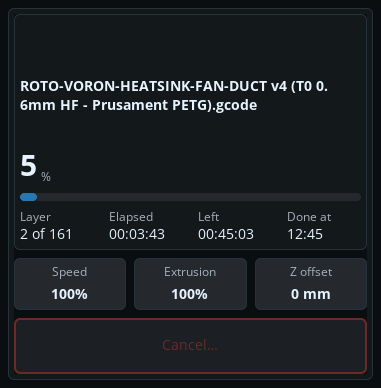 ROTO-VORON-HEATSINK-FAN-DUCT v4 (T0 0.
6mm HF - Prusament PETG).gcode
5 %
Layer Elapsed Left Done at
2 of 161 00:03:43 00:45:03 12:45
Speed Extrusion Z offset
100% 100% 0 mm
Cancel...